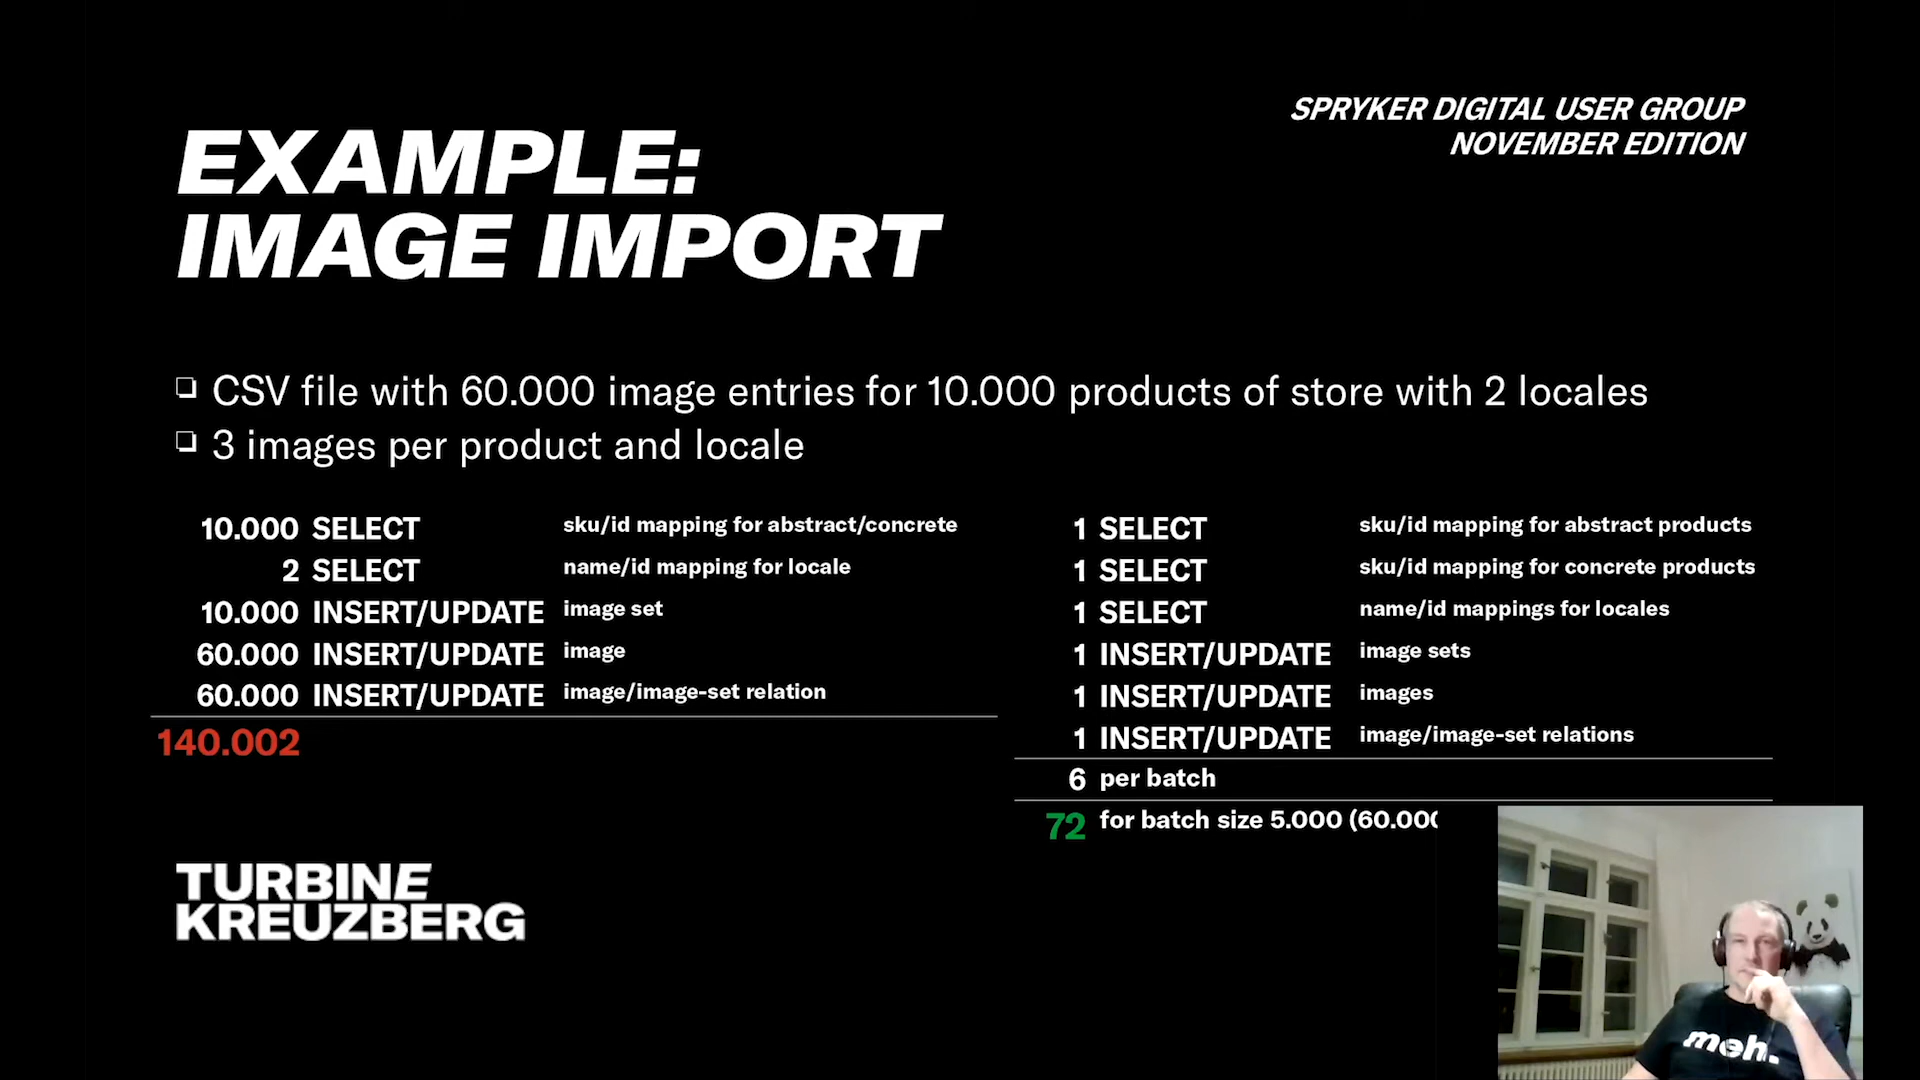 SPRYKER DIGITAL USER GROUP
NOVEMBER EDITION
EXAMPLE:
IMAGE IMPORT
❏ CSV file with 60.000 image entries for 10.000 products of store with 2 locales
❏ 3 images per product and locale
10.000 SELECT sku/id mapping for abstract/concrete
2 SELECT name/id mapping for locale
10.000 INSERT/UPDATE image set
60.000 INSERT/UPDATE image
60.000 INSERT/UPDATE image/image-set relation
140.002
1 SELECT sku/id mapping for abstract products
1 SELECT sku/id mapping for concrete products
1 SELECT name/id mappings for locales
1 INSERT/UPDATE image sets
1 INSERT/UPDATE images
1 INSERT/UPDATE image/image-set relations
6 per batch
72 for batch size 5.000
TURBINE
KREUZBERG
meh.